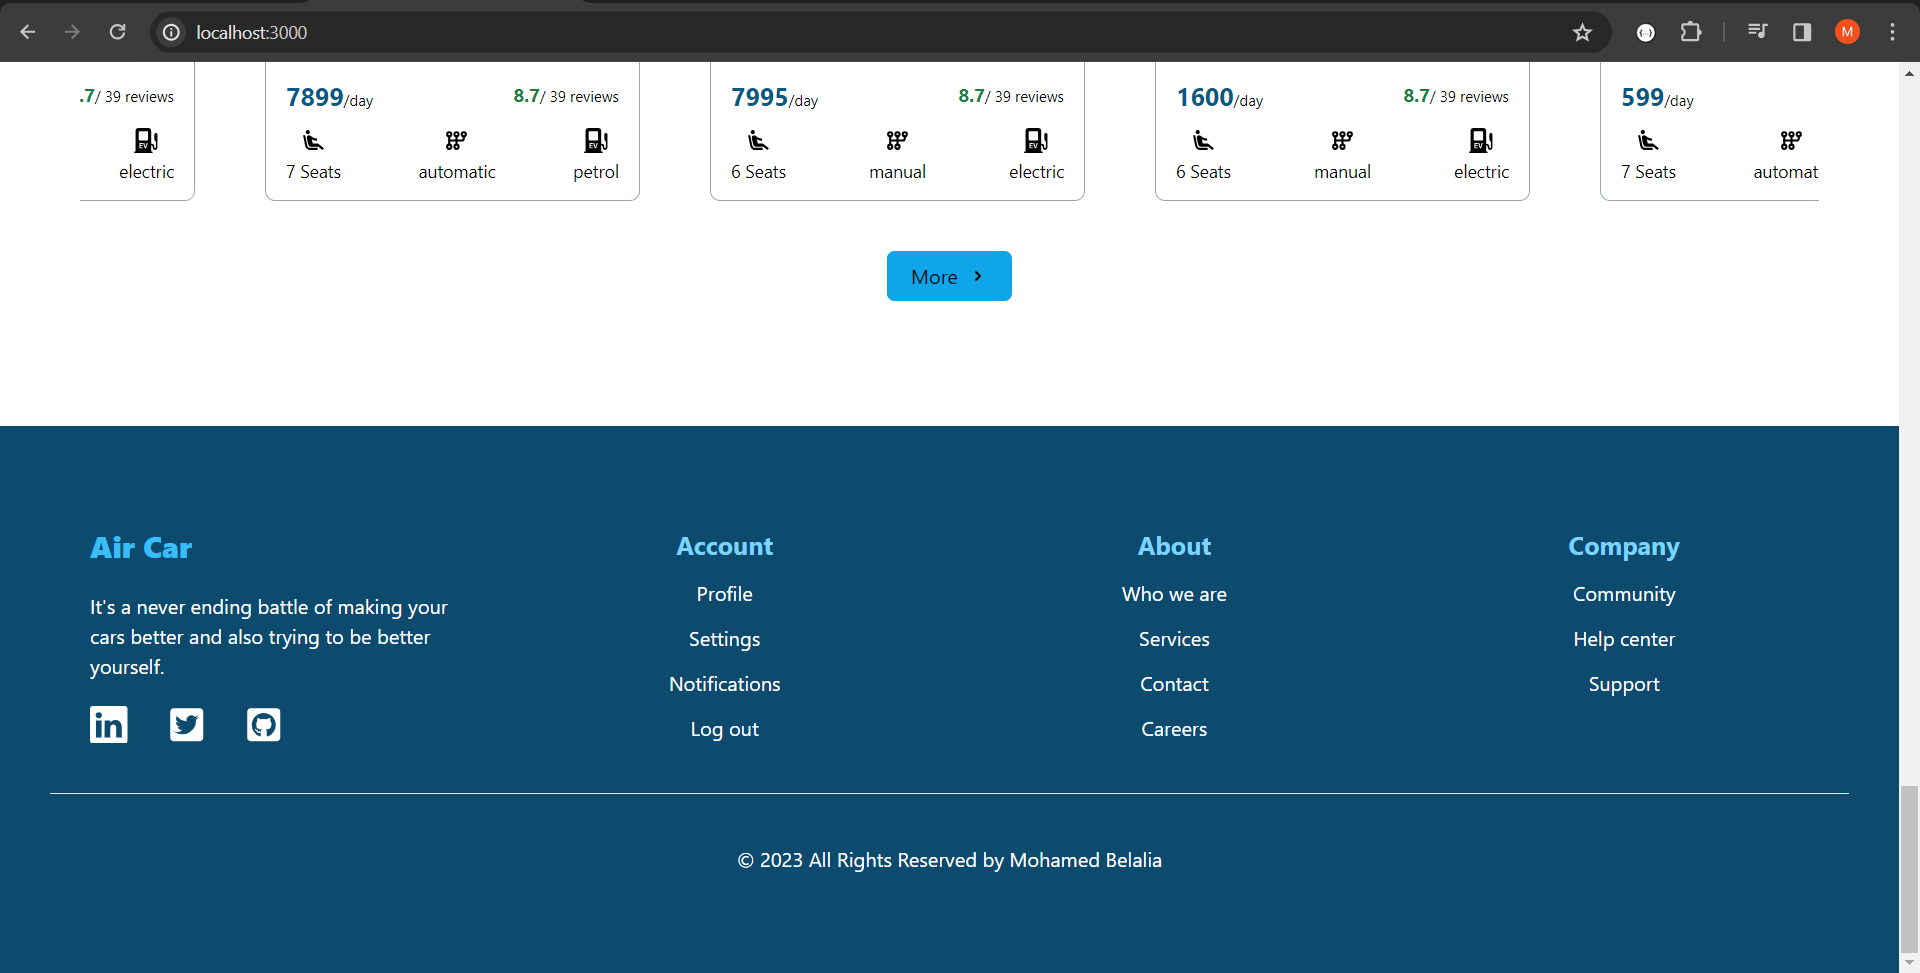 localhost:3000
M
.7/ 39 reviews
electric
7899/day 8.7/ 39 reviews
7 Seats automatic petrol
7995/day 8.7/ 39 reviews
6 Seats manual electric
1600/day 8.7/ 39 reviews
6 Seats manual electric
599/day
7 Seats automat
More
Air Car
It's a never ending battle of making your
cars better and also trying to be better
yourself.
in
Account
Profile
Settings
Notifications
Log out
About
Who we are
Services
Contact
Careers
Company
Community
Help center
Support
© 2023 All Rights Reserved by Mohamed Belalia